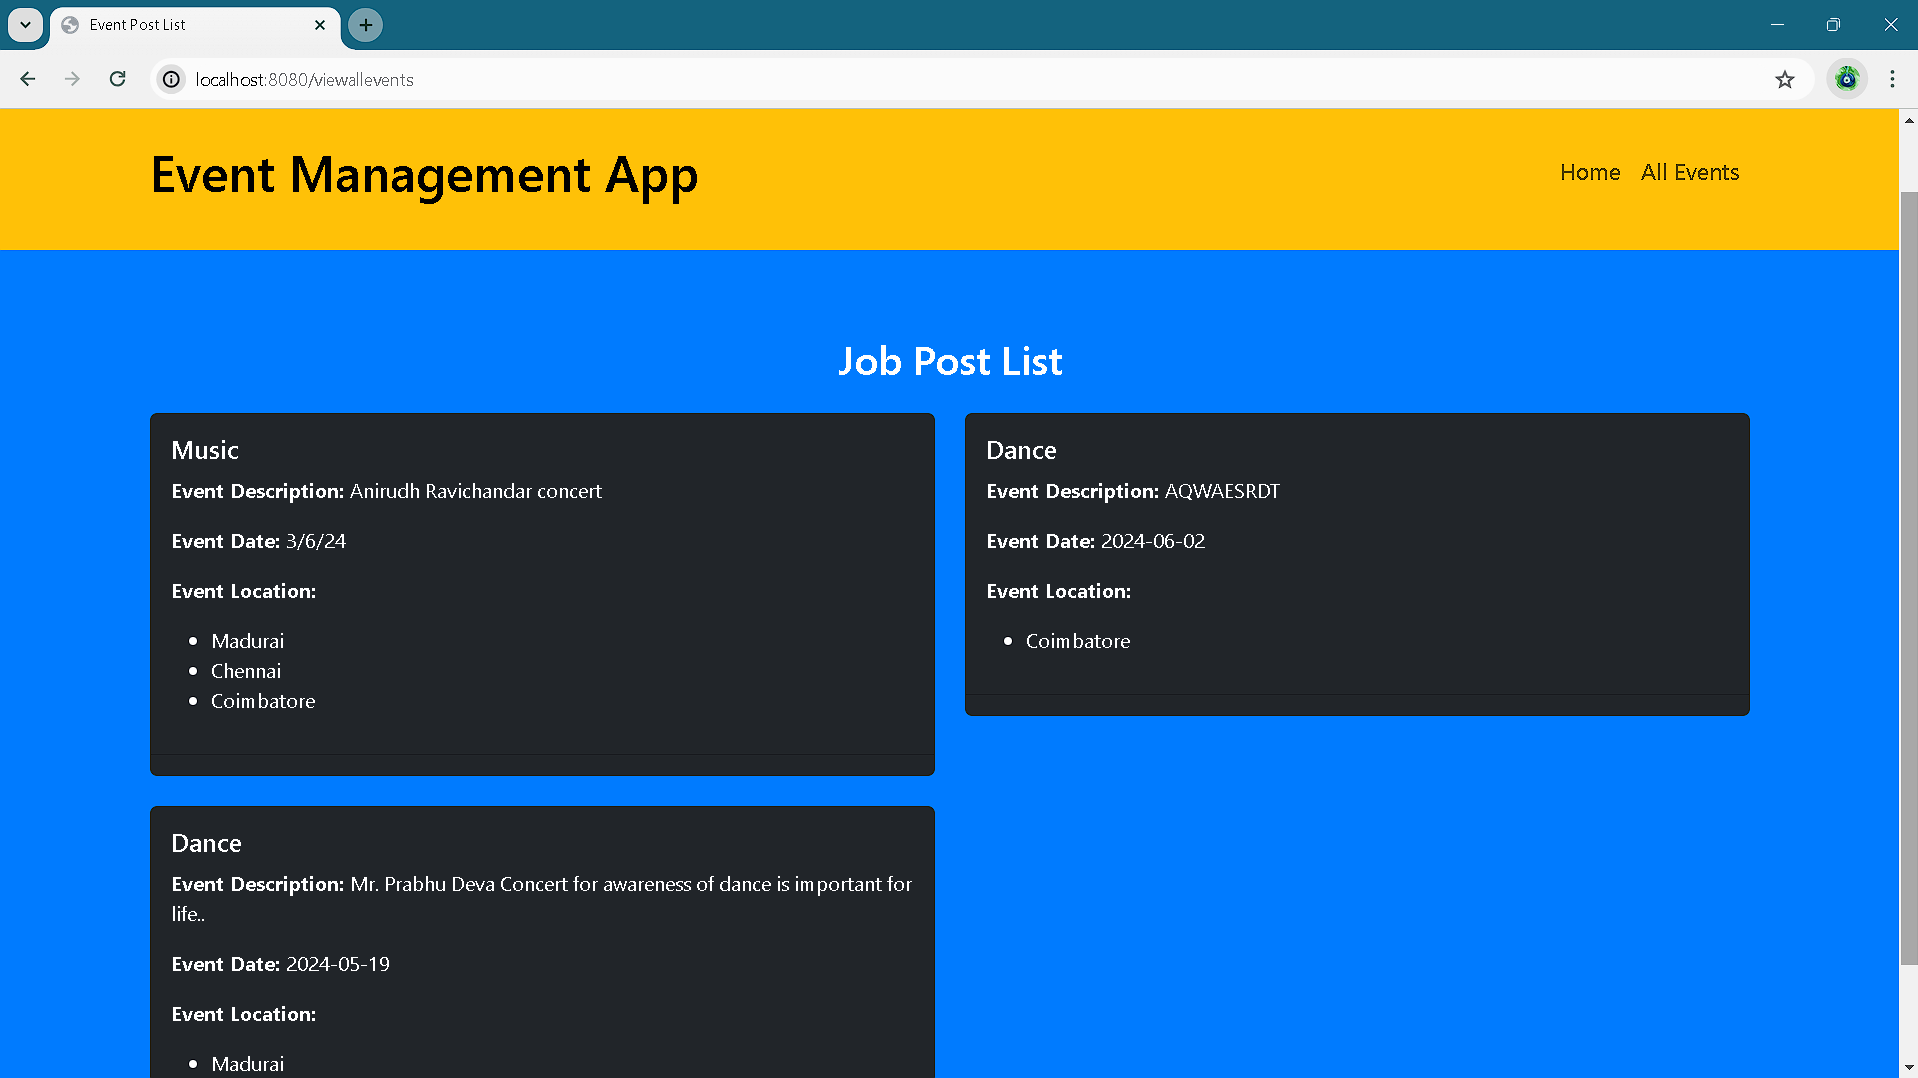 Event Post List
localhost:8080/viewallevents
Event Management App
Home
All Events
Job Post List
Music
Event Description: Anirudh Ravichandar concert
Event Date: 3/6/24
Event Location:
Madurai
Chennai
Coimbatore
Dance
Event Description: AQWAESRDT
Event Date: 2024-06-02
Event Location:
Coimbatore
Dance
Event Description: Mr. Prabhu Deva Concert for awareness of dance is important for
life..
Event Date: 2024-05-19
Event Location:
Madurai